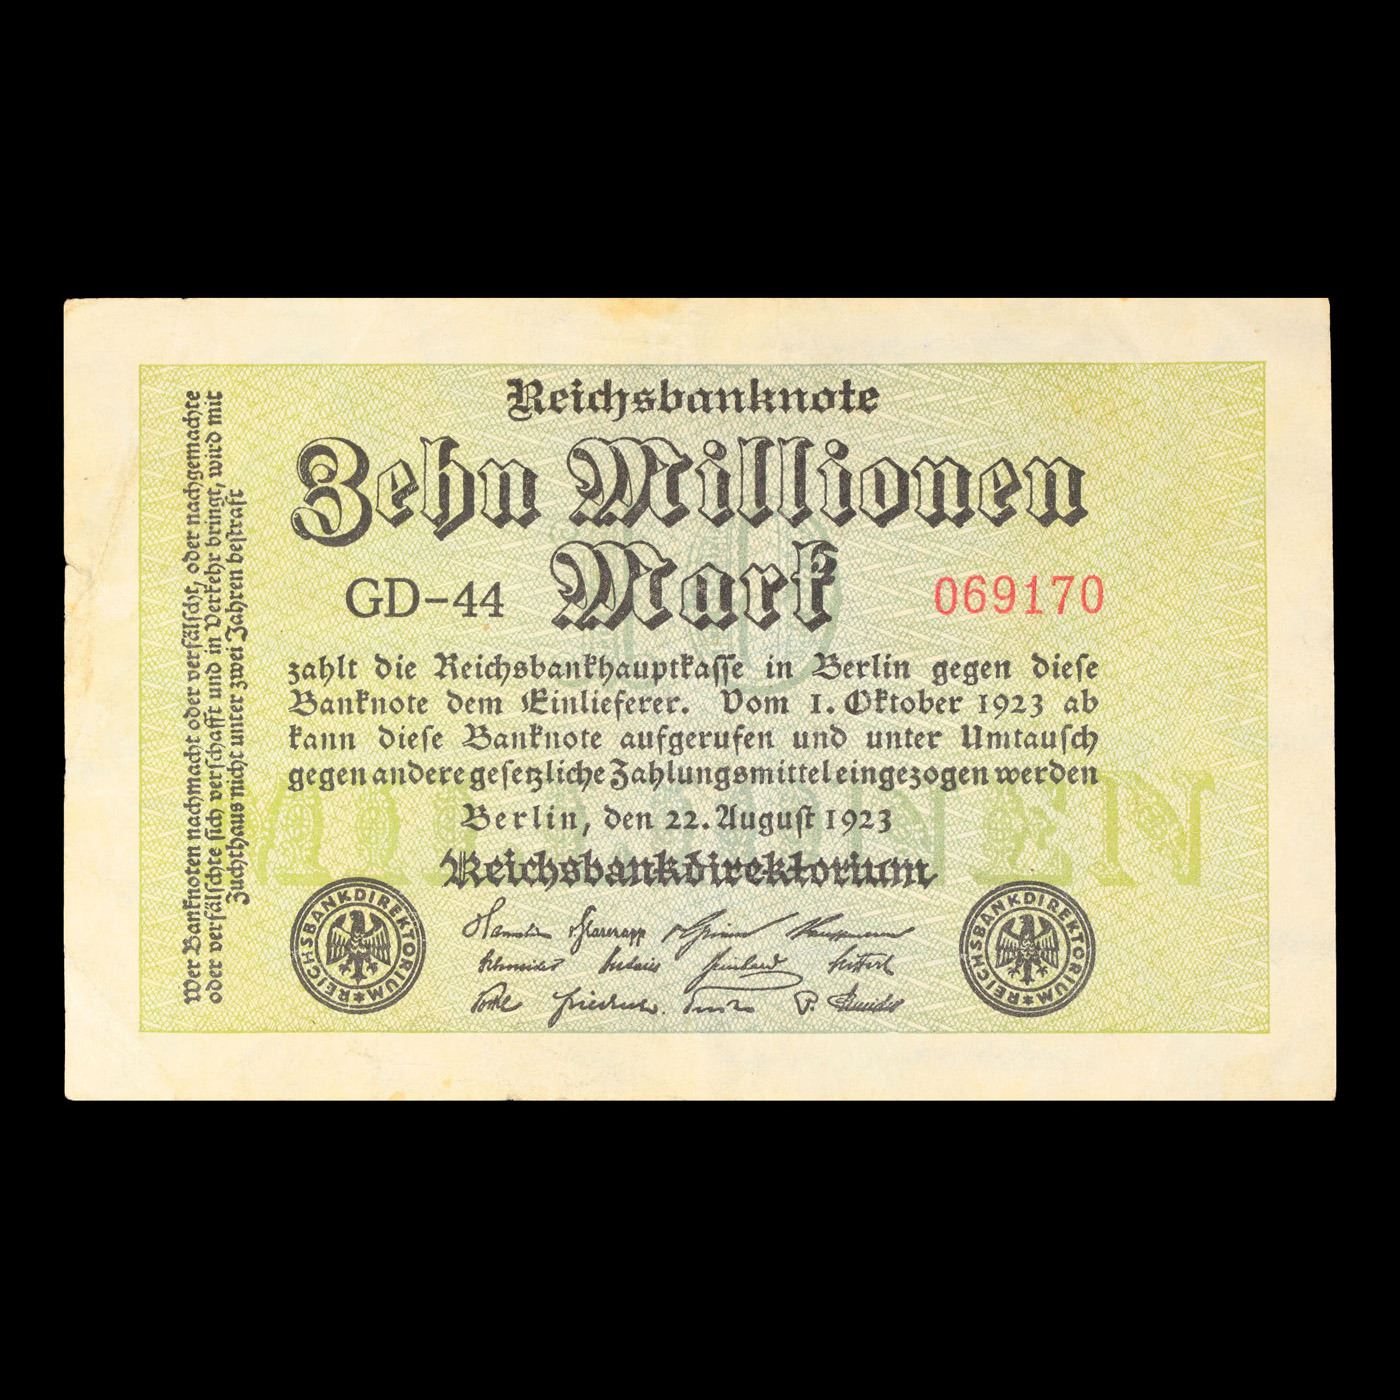 Reichsbanknote
Zehn Millionen
Mark
GD-44
069170
zahlt die Reichsbankhauptkasse in Berlin gegen diese
Banknote dem Einlieferer. Vom 1. Oktober 1923 ab
kann diese Banknote aufgerufen und unter Umtausch
gegen andere gesetzliche Zahlungsmittel eingezogen werden
Berlin, den 22. August 1923
Reichsbankdirektorium
Wer Banknoten nachmacht oder verfälscht, oder nachgemachte
oder verfälschte sich verschafft und in Verkehr bringt, wird mit
Zuchthaus nicht unter zwei Jahren bestraft
REICHSBANKDIREKTORIUM*
REICHSBANKDIREKTORIUM*